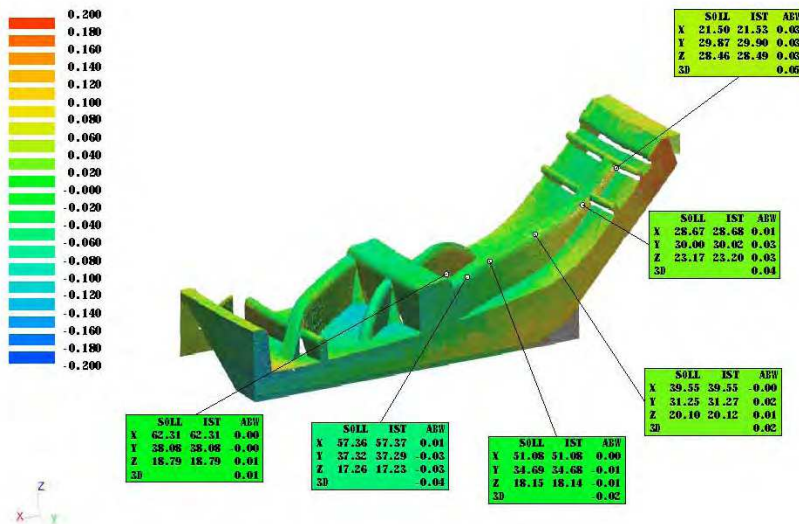 0.200
0.180
0.160
0.140
0.120
0.100
0.080
0.060
0.040
0.020
-0.000
-0.020
-0.040
-0.060
-0.080
-0.100
-0.120
-0.140
-0.160
-0.180
-0.200
SOLL IST ABW
X 21.50 21.53 0.03
Y 29.87 29.90 0.03
Z 28.46 28.49 0.03
3D 0.05
SOLL IST ABW
X 28.67 28.68 0.01
Y 30.00 30.02 0.03
Z 23.17 23.20 0.03
3D 0.04
SOLL IST ABW
X 39.55 39.55 -0.00
Y 31.25 31.27 0.02
Z 20.10 20.12 0.01
3D 0.02
SOLL IST ABW
X 62.31 62.31 0.00
Y 38.08 38.08 -0.00
Z 18.79 18.79 0.01
3D 0.01
SOLL IST ABW
X 57.36 57.37 0.01
Y 37.32 37.29 -0.03
Z 17.26 17.23 -0.03
3D -0.04
SOLL IST ABW
X 51.08 51.08 0.00
Y 34.69 34.68 -0.01
Z 18.15 18.14 -0.01
3D -0.02
Z
X Y